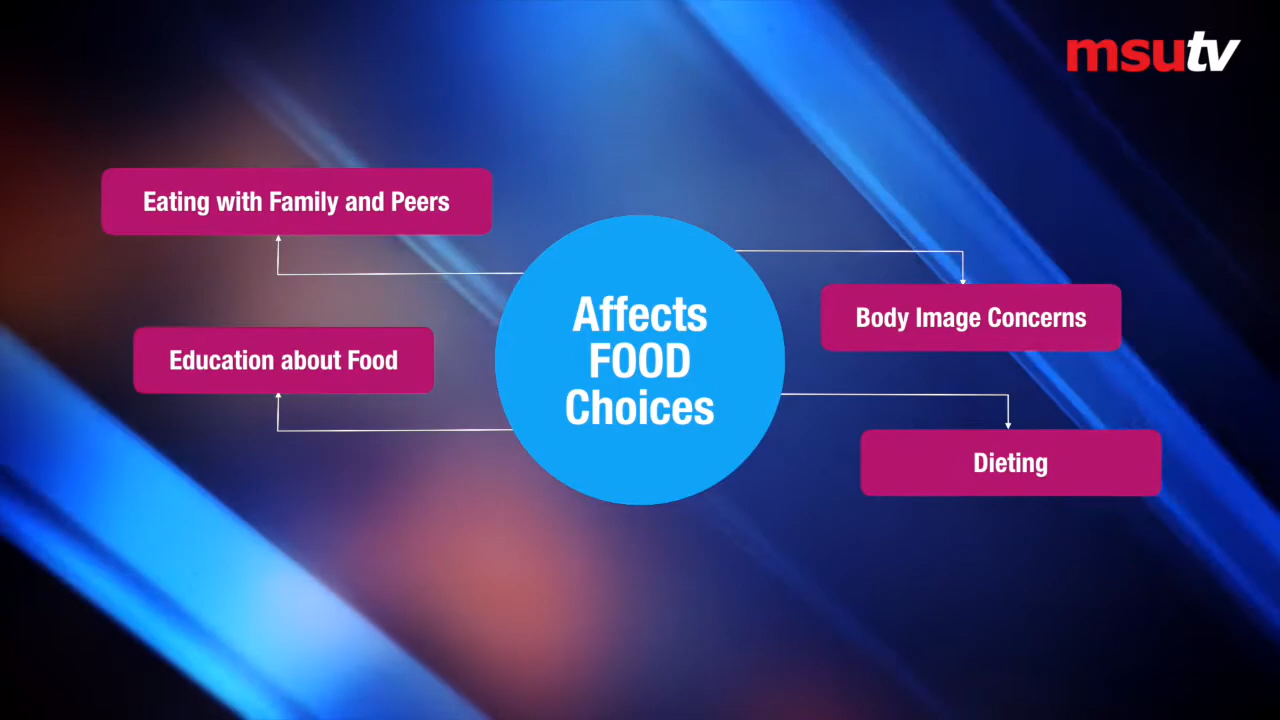 msutv
Eating with Family and Peers
Affects
FOOD
Choices
Body Image Concerns
Education about Food
Dieting